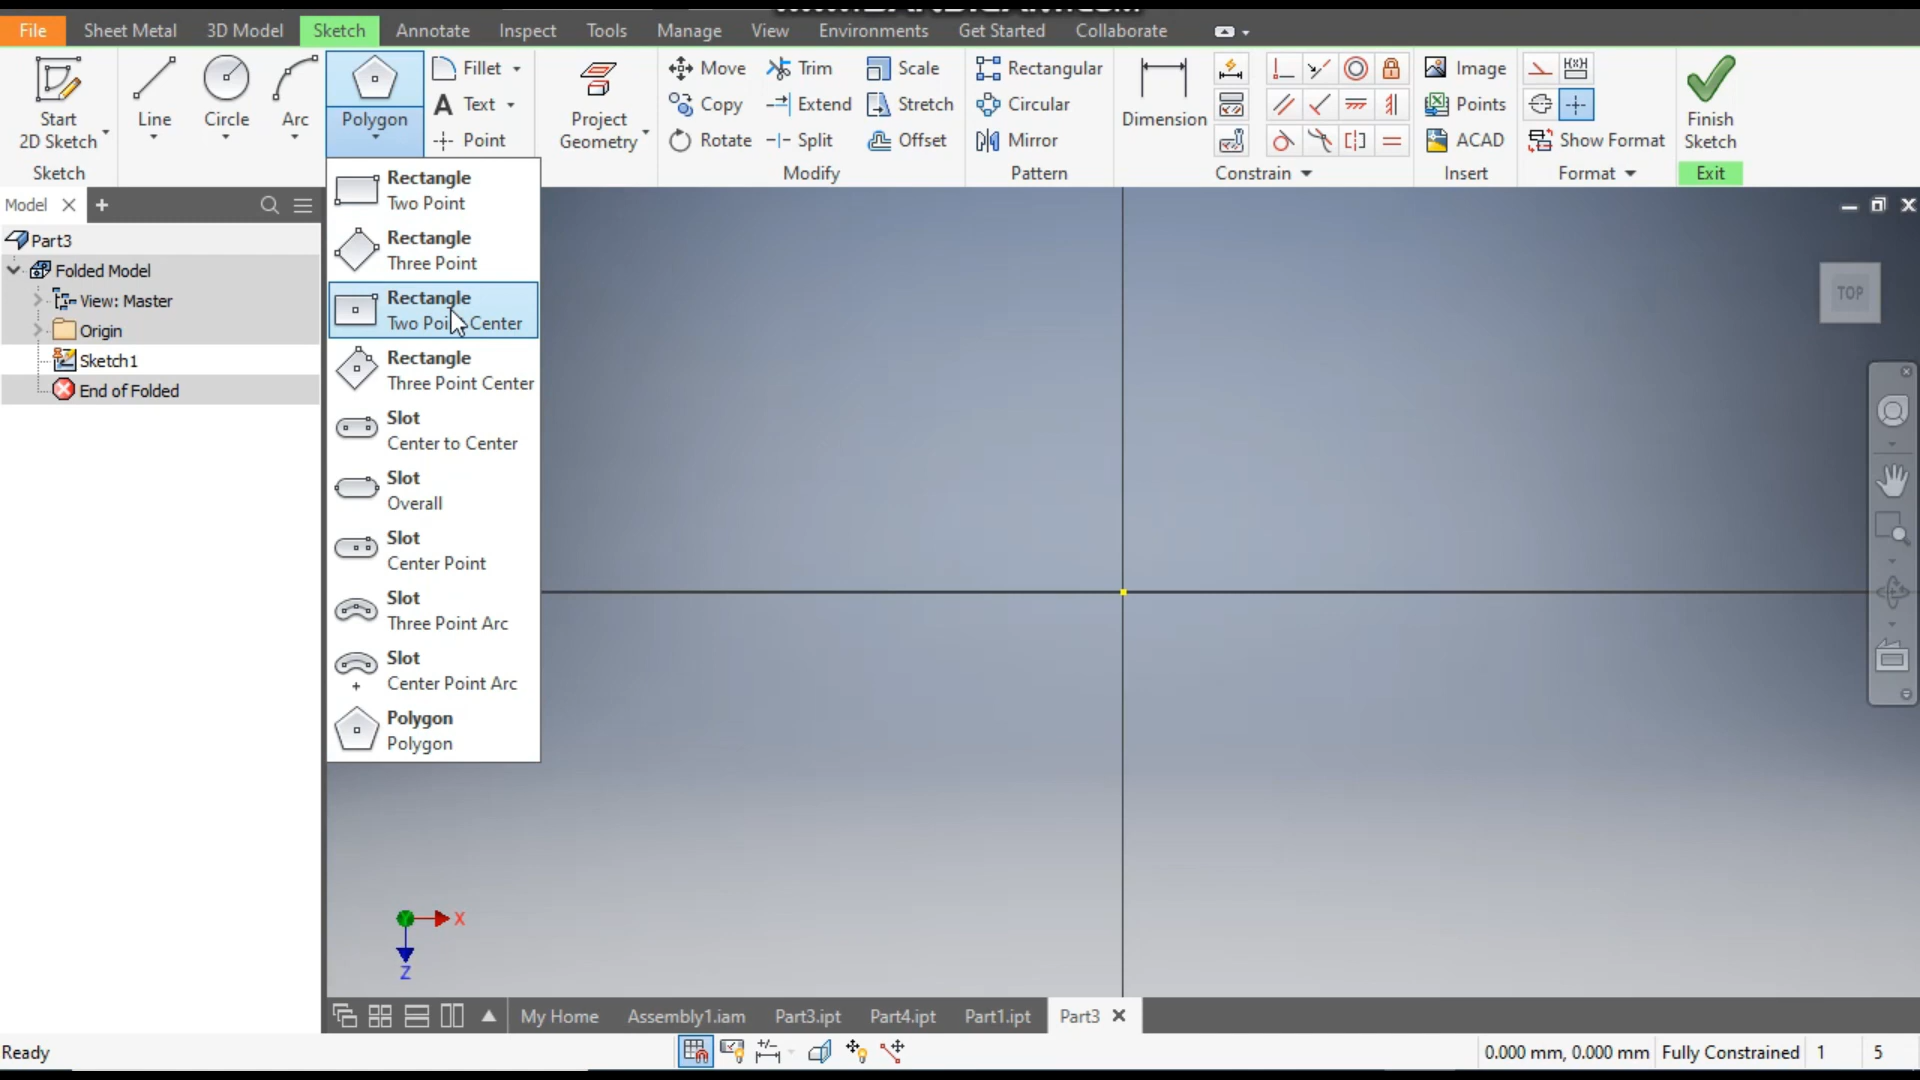 File Sheet Metal 3D Model Sketch Annotate Inspect Tools Manage View Environments Get Started Collaborate
Start
2D Sketch
Line
Circle
Arc
Polygon
Fillet
Text
Point
Project
Geometry
Move Trim Scale
Copy Extend Stretch
Rotate Split Offset
Rectangular
Circular
Mirror
Dimension
Image
Points
ACAD
Show Format
Finish
Sketch
Sketch Modify Pattern Constrain Insert Format Exit
Model
Part3
Folded Model
View: Master
Origin
Sketch1
End of Folded
Rectangle
Two Point
Rectangle
Three Point
Rectangle
Two Point Center
Rectangle
Three Point Center
Slot
Center to Center
Slot
Overall
Slot
Center Point
Slot
Three Point Arc
Slot
Center Point Arc
Polygon
Polygon
TOP
X
Z
My Home Assembly1.iam Part3.ipt Part4.ipt Part1.ipt Part3
Ready 0.000 mm, 0.000 mm Fully Constrained 1 5